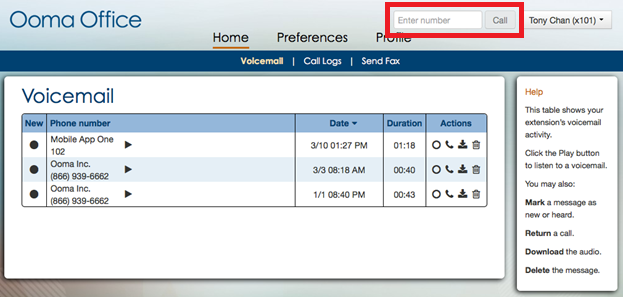 Ooma Office
Enter number Call Tony Chan (x101)
Home Preferences Profile
Voicemail | Call Logs | Send Fax
Voicemail
New Phone number Date Duration Actions
Mobile App One
102
3/10 01:27 PM 01:18
Ooma Inc.
(866) 939-6662
3/3 08:18 AM 00:40
Ooma Inc.
(866) 939-6662
1/1 08:40 PM 00:43
Help
This table shows your
extension's voicemail
activity.
Click the Play button
to listen to a voicemail.
You may also:
Mark a message as
new or heard.
Return a call.
Download the audio.
Delete the message.